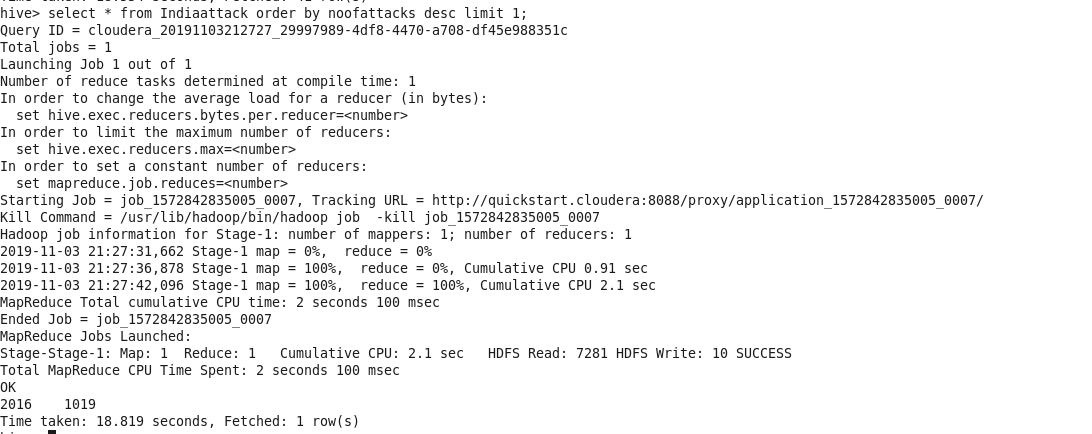 hive> select * from Indiaattack order by noofattacks desc limit 1;
Query ID = cloudera_20191103212727_29997989-4df8-4470-a708-df45e988351c
Total jobs = 1
Launching Job 1 out of 1
Number of reduce tasks determined at compile time: 1
In order to change the average load for a reducer (in bytes):
  set hive.exec.reducers.bytes.per.reducer=<number>
In order to limit the maximum number of reducers:
  set hive.exec.reducers.max=<number>
In order to set a constant number of reducers:
  set mapreduce.job.reduces=<number>
Starting Job = job_1572842835005_0007, Tracking URL = http://quickstart.cloudera:8088/proxy/application_1572842835005_0007/
Kill Command = /usr/lib/hadoop/bin/hadoop job  -kill job_1572842835005_0007
Hadoop job information for Stage-1: number of mappers: 1; number of reducers: 1
2019-11-03 21:27:31,662 Stage-1 map = 0%,  reduce = 0%
2019-11-03 21:27:36,878 Stage-1 map = 100%,  reduce = 0%, Cumulative CPU 0.91 sec
2019-11-03 21:27:42,096 Stage-1 map = 100%,  reduce = 100%, Cumulative CPU 2.1 sec
MapReduce Total cumulative CPU time: 2 seconds 100 msec
Ended Job = job_1572842835005_0007
MapReduce Jobs Launched:
Stage-Stage-1: Map: 1  Reduce: 1   Cumulative CPU: 2.1 sec   HDFS Read: 7281 HDFS Write: 10 SUCCESS
Total MapReduce CPU Time Spent: 2 seconds 100 msec
OK
2016    1019
Time taken: 18.819 seconds, Fetched: 1 row(s)